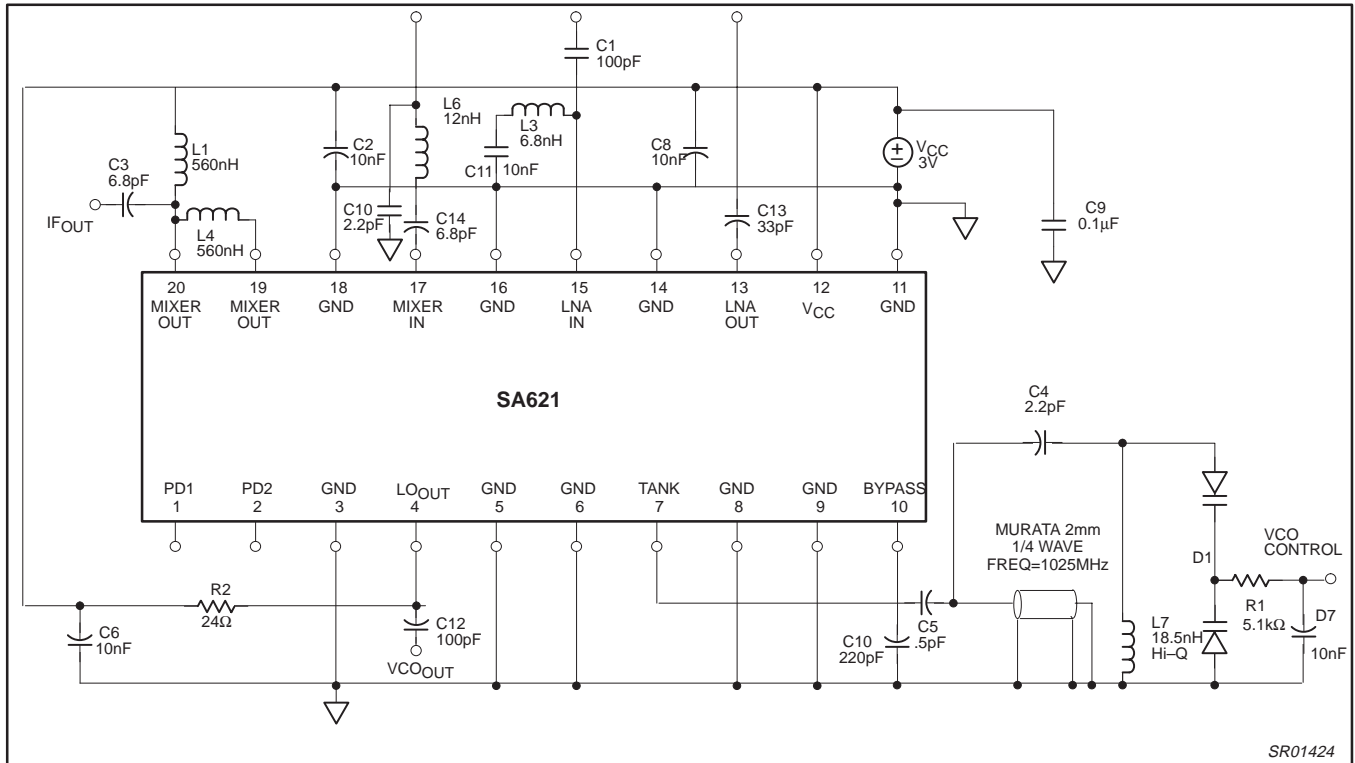 C1
100pF
L6
12nH
L3
6.8nH
L1
560nH
C3
6.8pF
C2
10nF
C11
10nF
C8
10nF
VCC
3V
±
IFOUT
L4
560nH
C10
2.2pF
C14
6.8pF
C13
33pF
C9
0.1µF
20
MIXER
OUT
19
MIXER
OUT
18
GND
17
MIXER
IN
16
GND
15
LNA
IN
14
GND
13
LNA
OUT
12
VCC
11
GND
SA621
C4
2.2pF
PD1
1
PD2
2
GND
3
LOOUT
4
GND
5
GND
6
TANK
7
GND
8
GND
9
BYPASS
10
MURATA 2mm
1/4 WAVE
FREQ=1025MHz
D1
VCO
CONTROL
R2
24Ω
C6
10nF
C12
100pF
VCOOUT
C10
220pF
C5
.5pF
L7
18.5nH
Hi–Q
R1
5.1kΩ
D7
10nF
SR01424